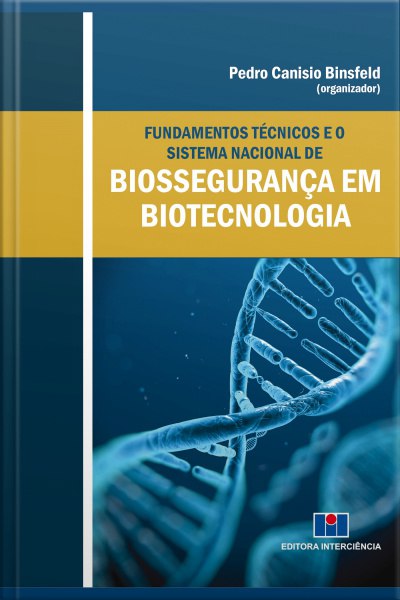 Pedro Canisio Binsfeld
(organizador)
FUNDAMENTOS TÉCNICOS E O
SISTEMA NACIONAL DE
BIOSSEGURANÇA EM
BIOTECNOLOGIA
EDITORA INTERCIÊNCIA